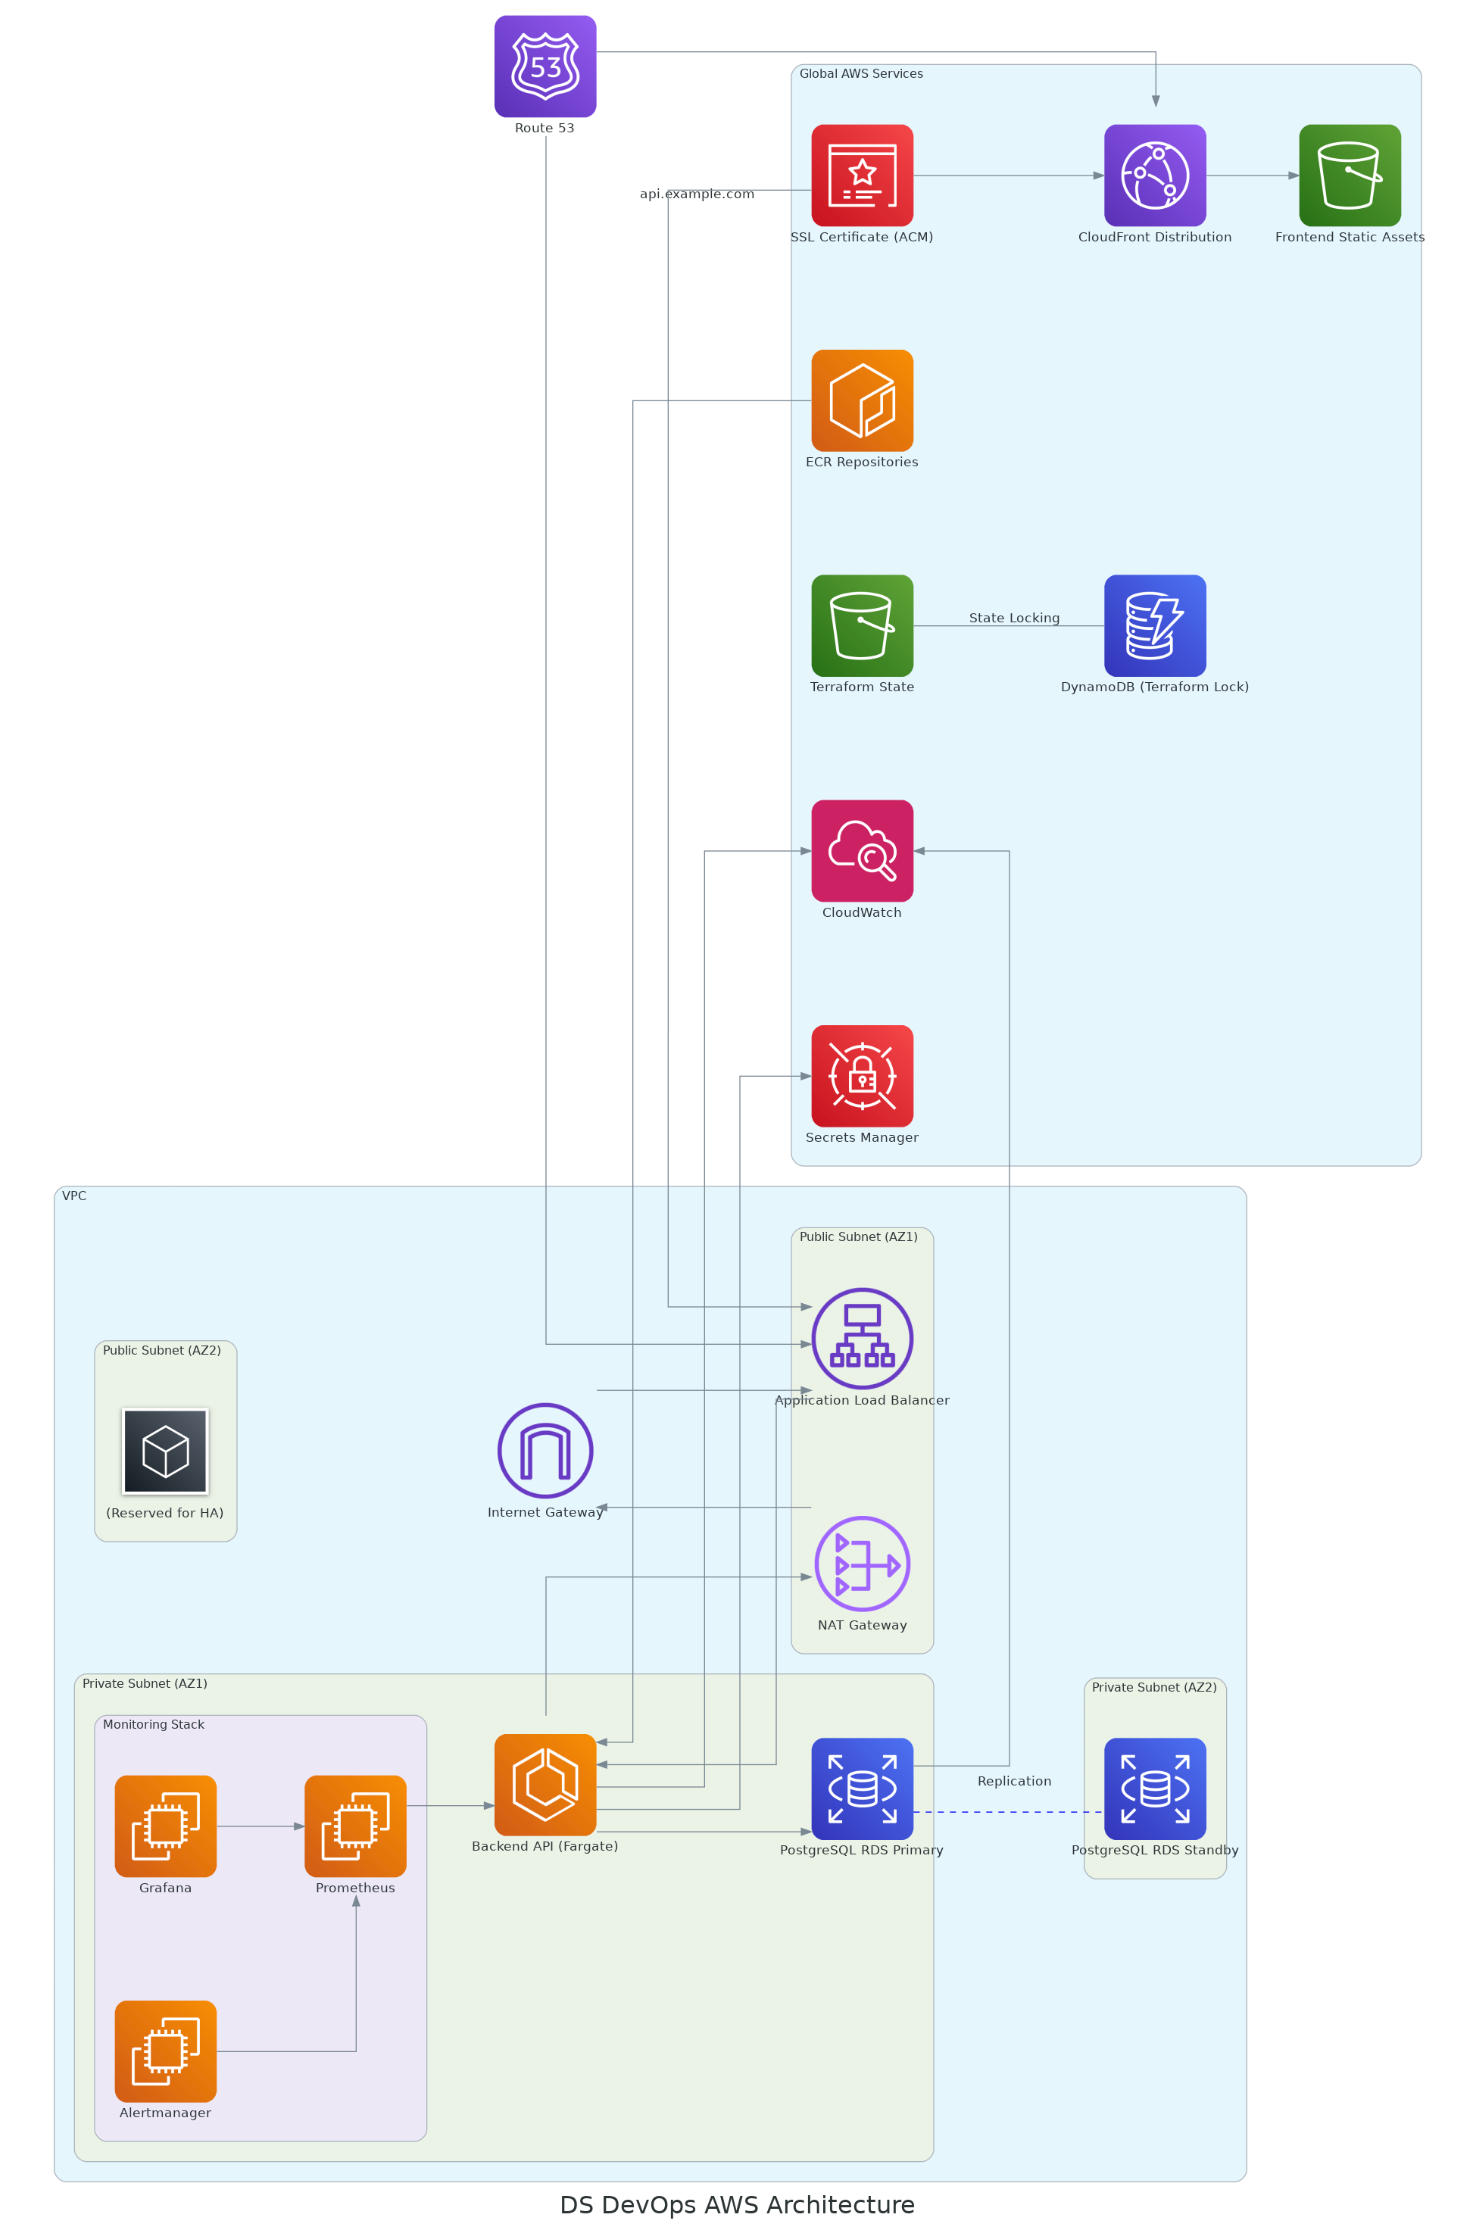 53
Route 53
Global AWS Services
api.example.com
SSL Certificate (ACM)
CloudFront Distribution
Frontend Static Assets
ECR Repositories
State Locking
Terraform State
DynamoDB (Terraform Lock)
CloudWatch
Secrets Manager
VPC
Public Subnet (AZ1)
Application Load Balancer
Public Subnet (AZ2)
(Reserved for HA)
Internet Gateway
NAT Gateway
Private Subnet (AZ1)
Private Subnet (AZ2)
Monitoring Stack
Replication
Backend API (Fargate)
PostgreSQL RDS Primary
PostgreSQL RDS Standby
Grafana
Prometheus
Alertmanager
DS DevOps AWS Architecture